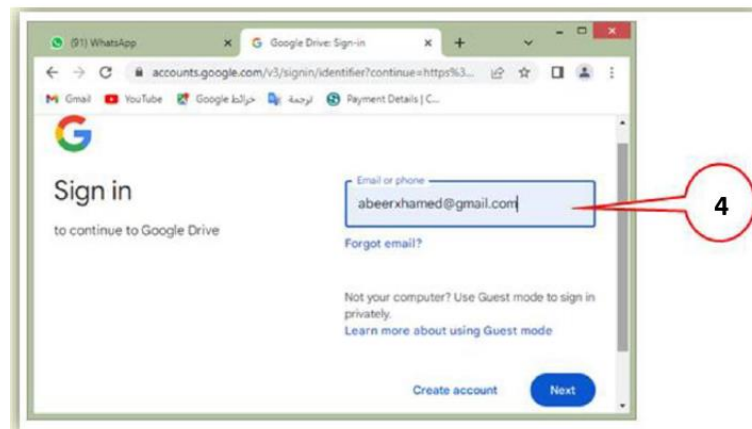 (91) WhatsApp
Google Drive: Sign-in
accounts.google.com/v3/signin/identifier?continue=https%3...
Gmail YouTube خرائط Google ترجمة Payment Details | C...
Sign in
to continue to Google Drive
Email or phone
abeerxhamed@gmail.com
Forgot email?
Not your computer? Use Guest mode to sign in
privately.
Learn more about using Guest mode
Create account Next
4